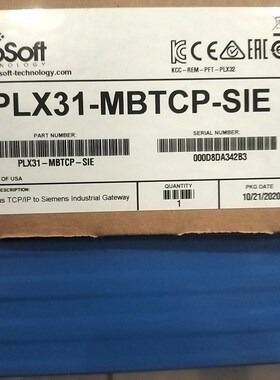 oSoft
NOLOGY
soft-technology.com
KCC-REM-PFT-PLX32
PLX31-MBTCP-SIE
PART NUMBER:
SERIAL NUMBER:
PLX31-MBTCP-SIE
000D8DA342B3
OF USA
QUANTITY
PKG DATE
us TCP/IP to Siemens Industrial Gateway
1
10/21/2020